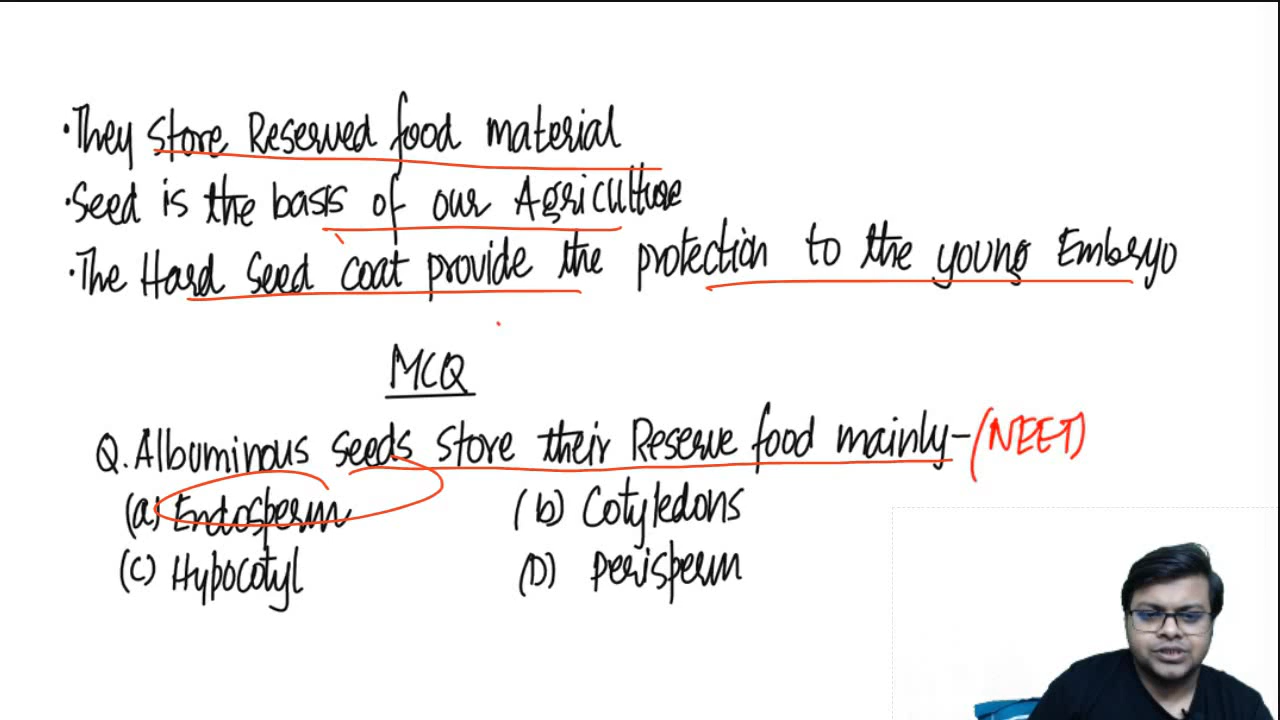 •They store Reserved food material
•Seed is the basis of our Agriculture
•The Hard Seed coat provide the protection to the young Embryo
MCQ
Q. Albuminous seeds store their Reserve food mainly-(NEET)
(a) Endosperm (b) Cotyledons
(C) Hypocotyl (D) Perisperm